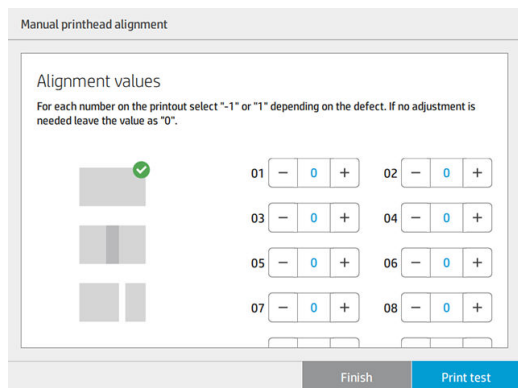 Manual printhead alignment
Alignment values
For each number on the printout select "-1" or "1" depending on the defect. If no adjustment is
needed leave the value as "0".
01 − 0 + 02 − 0 +
03 − 0 + 04 − 0 +
05 − 0 + 06 − 0 +
07 − 0 + 08 − 0 +
Finish Print test